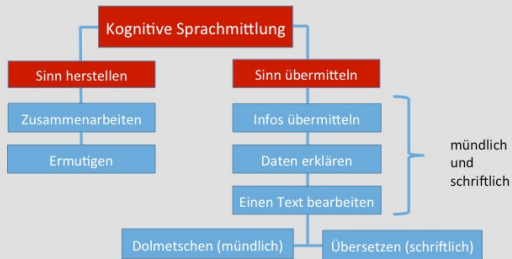 Kognitive Sprachmittlung
Sinn herstellen
Zusammenarbeiten
Ermutigen
Sinn übermitteln
Infos übermitteln
Daten erklären
Einen Text bearbeiten
mündlich
und
schriftlich
Dolmetschen (mündlich)
Übersetzen (schriftlich)